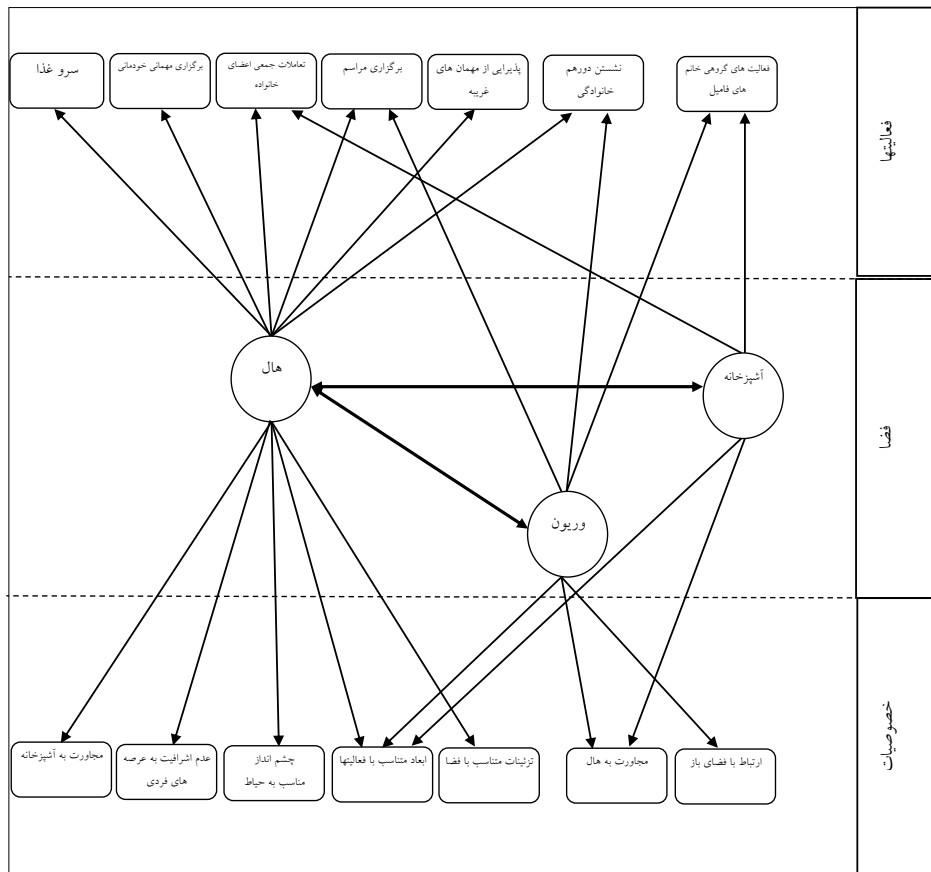 فعالیتها
فعالیت های گروهی خانم
های فامیل
نشستن دورهم
خانوادگی
پذیرایی از مهمان های
غریبه
برگزاری مراسم
تعاملات جمعی اعضای
خانواده
برگزاری مهمانی خودمانی
سرو غذا
فضا
آشپزخانه
هال
وریون
خصوصیات
ارتباط با فضای باز
مجاورت به هال
تزئینات متناسب با فضا
ابعاد متناسب با فعالیتها
چشم انداز
مناسب به حیاط
عدم اشرافیت به عرصه
های فردی
مجاورت به آشپزخانه